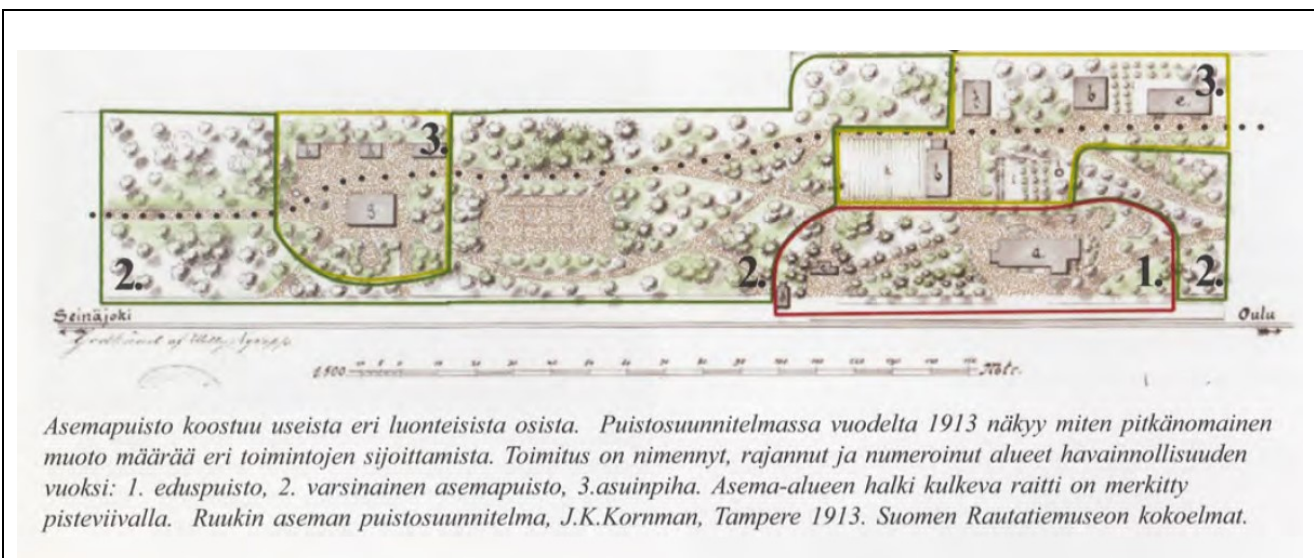 3.
b
e.
3.
b
g
a
2.
2.
1.
2.
Seinäjoki
Oulu
Asemapuisto koostuu useista eri luonteisista osista. Puistosuunnitelmassa vuodelta 1913 näkyy miten pitkänomainen
muoto määrää eri toimintojen sijoittamista. Toimitus on nimennyt, rajannut ja numeroinut alueet havainnollisuuden
vuoksi: 1. eduspuisto, 2. varsinainen asemapuisto, 3.asuinpiha. Asema-alueen halki kulkeva raitti on merkitty
pisteviivalla. Ruukin aseman puistosuunnitelma, J.K.Kornman, Tampere 1913. Suomen Rautatiemuseon kokoelmat.